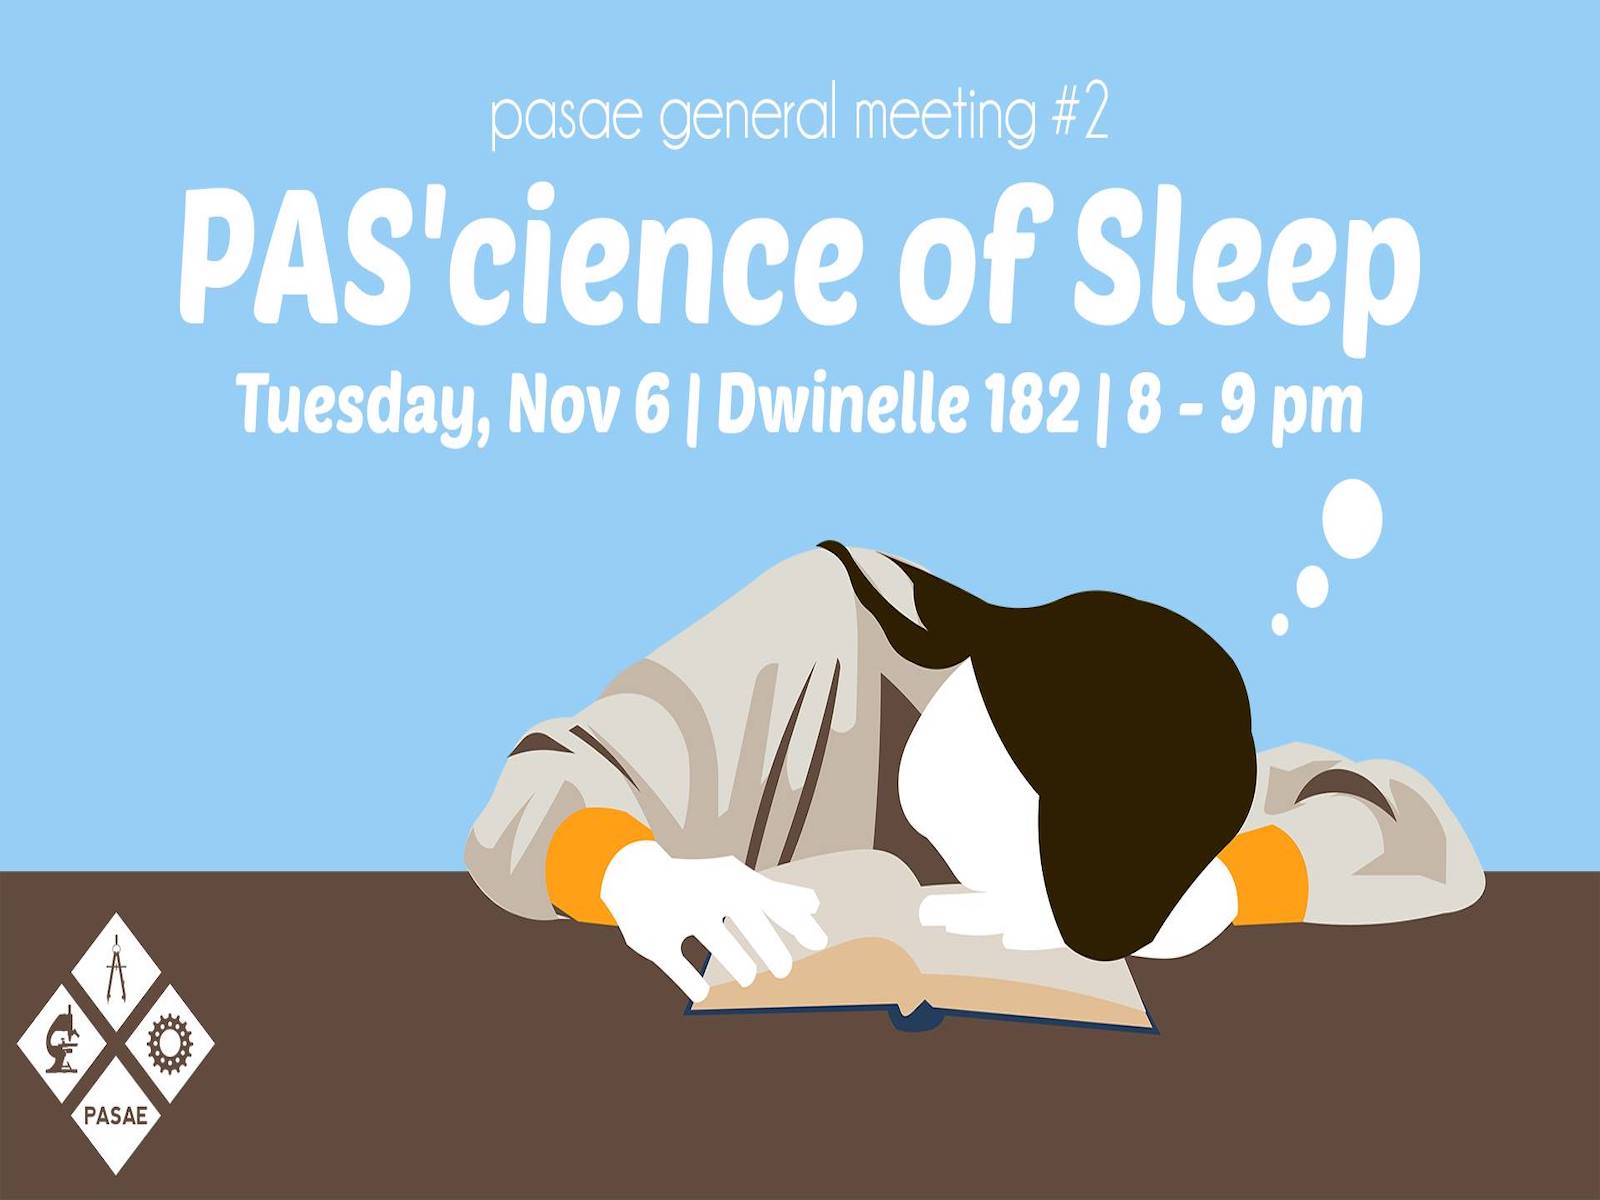 pasae general meeting #2
PAS'cience of Sleep
Tuesday, Nov 6 | Dwinelle 182 | 8 - 9 pm
PASAE